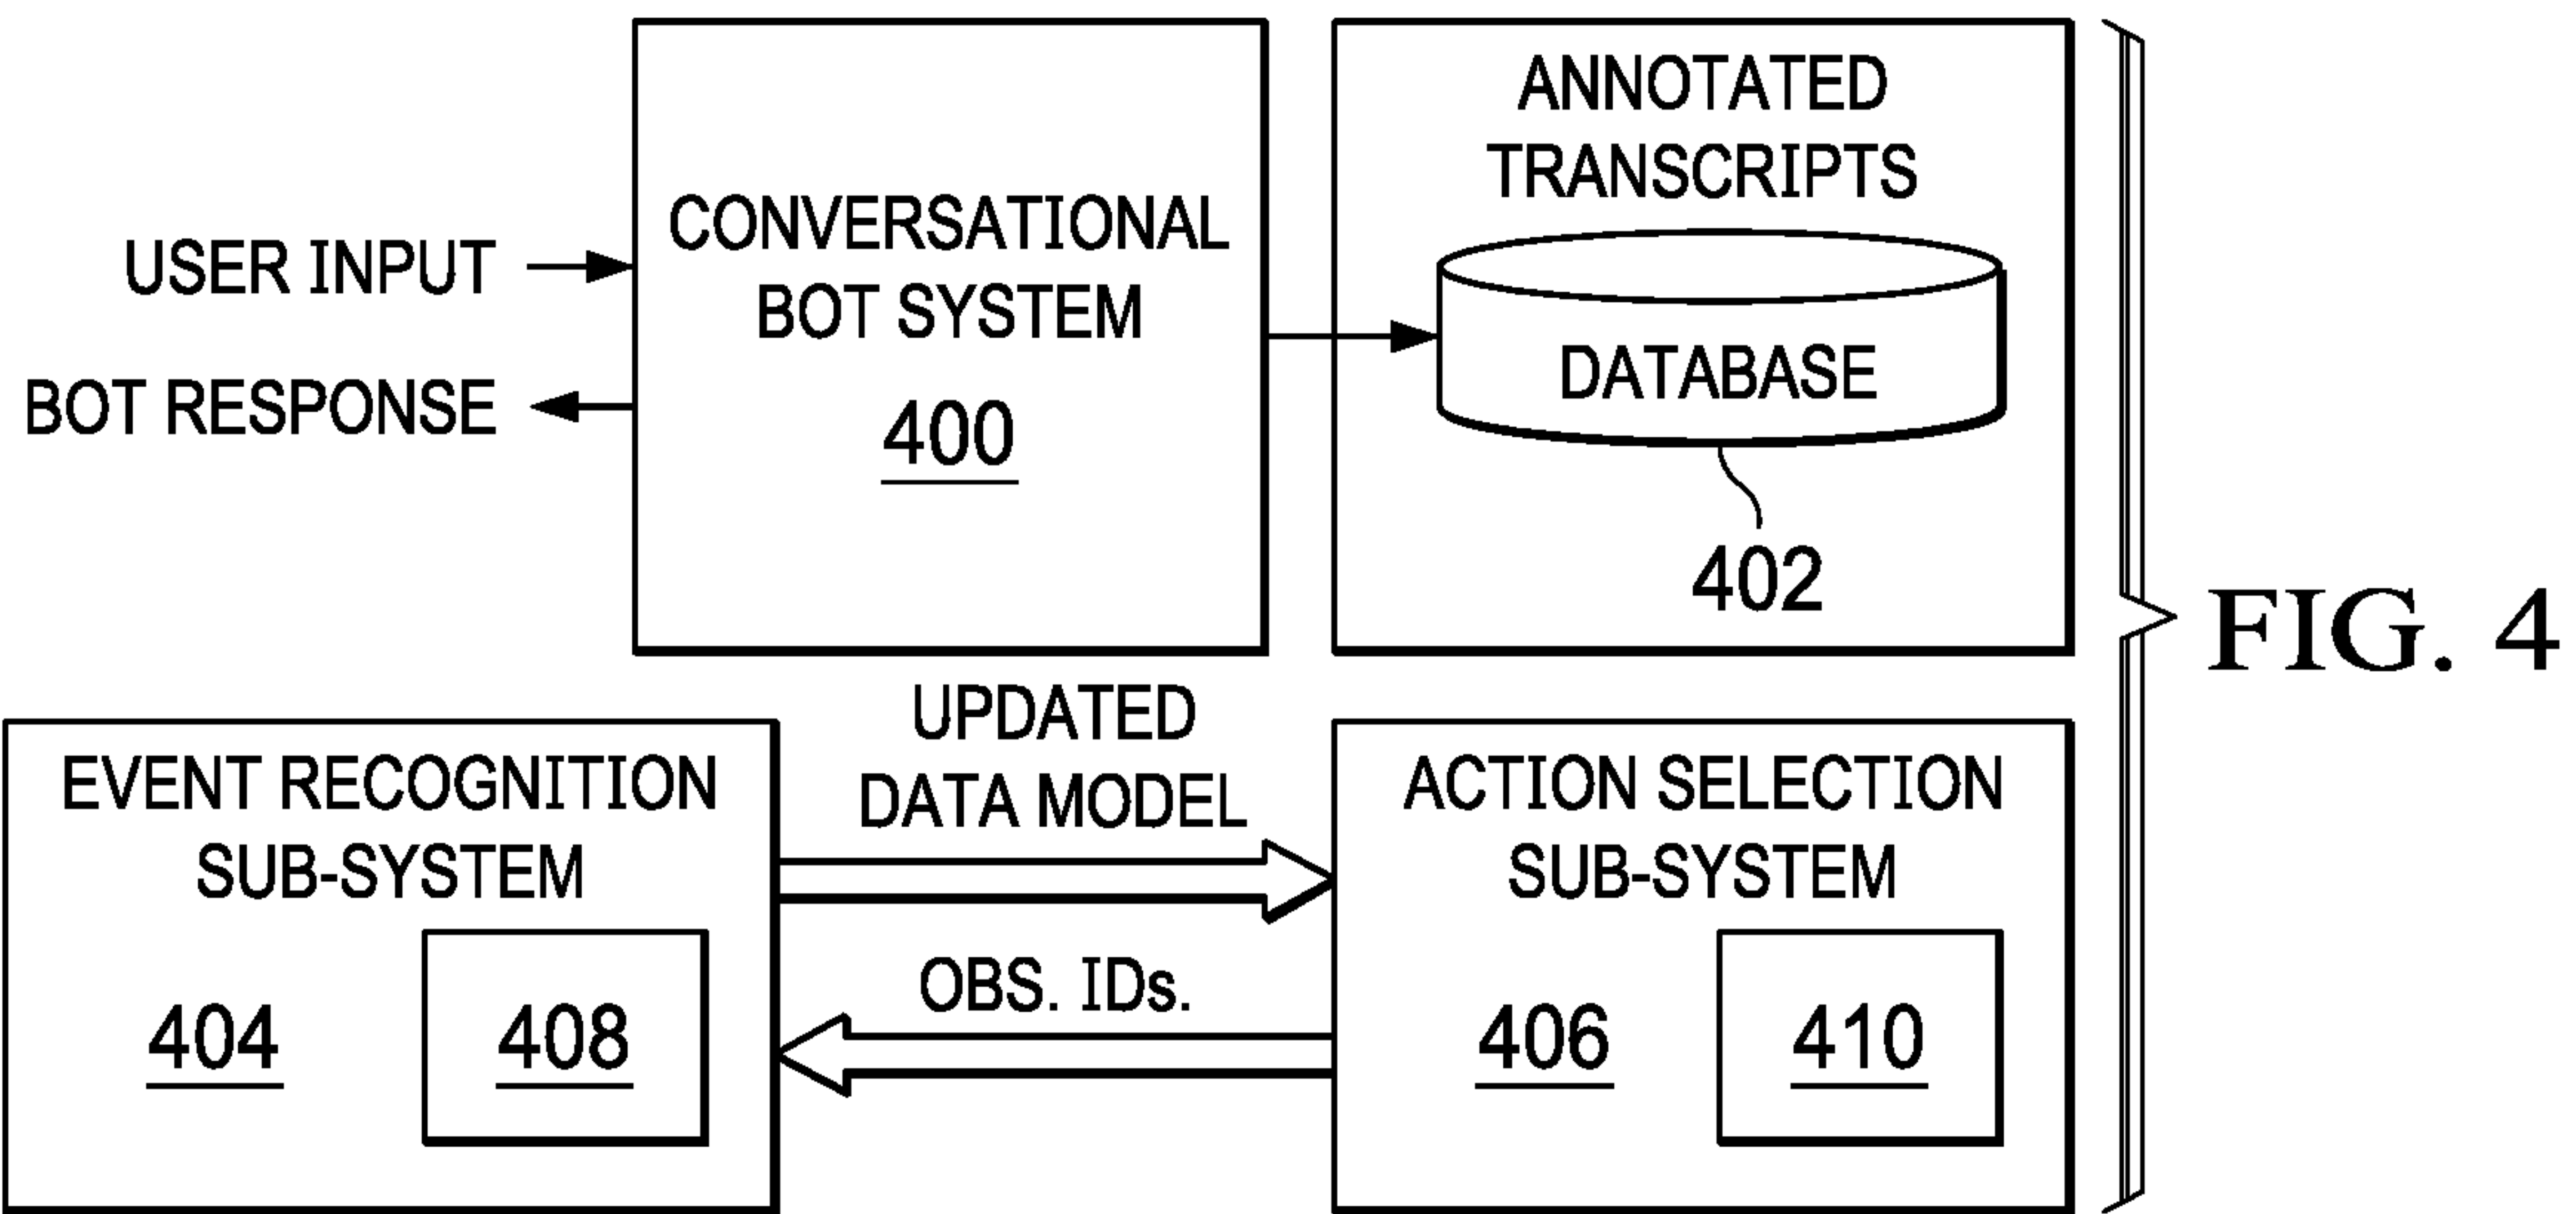 USER INPUT
BOT RESPONSE
CONVERSATIONAL
BOT SYSTEM
400
ANNOTATED
TRANSCRIPTS
DATABASE
402
EVENT RECOGNITION
SUB-SYSTEM
404
408
UPDATED
DATA MODEL
OBS. IDs.
ACTION SELECTION
SUB-SYSTEM
406
410
FIG. 4